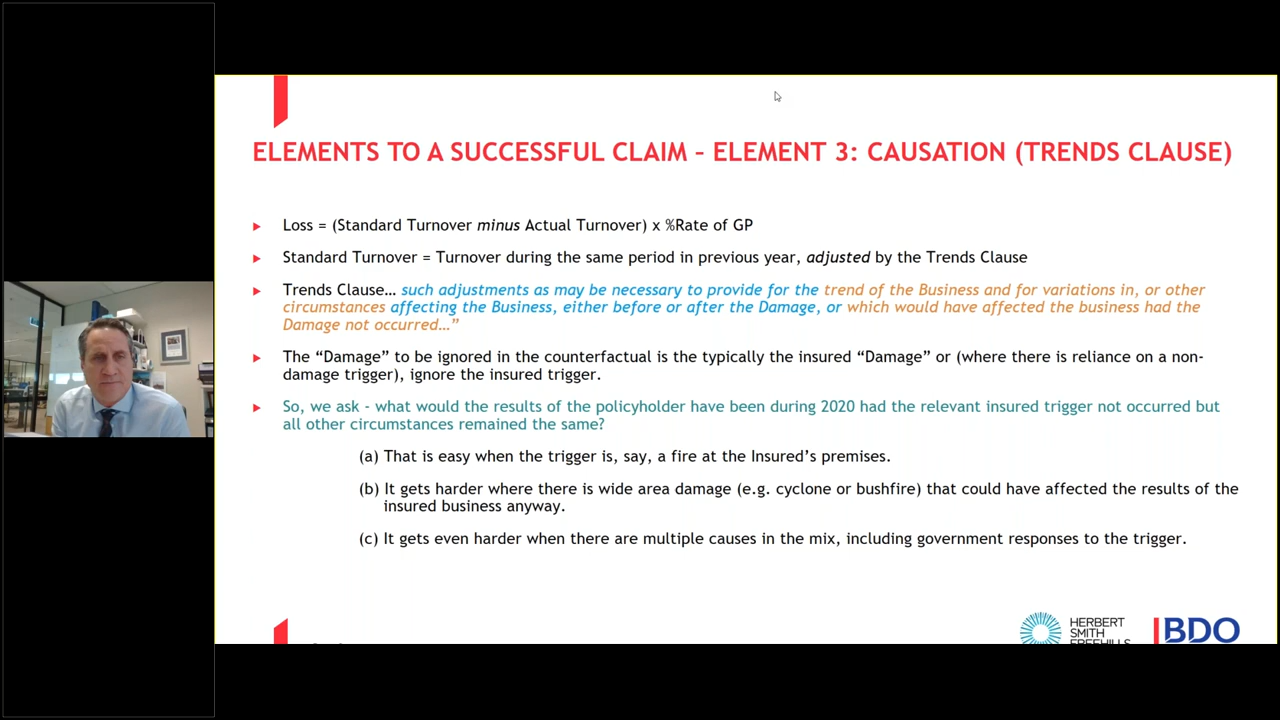 ELEMENTS TO A SUCCESSFUL CLAIM – ELEMENT 3: CAUSATION (TRENDS CLAUSE)
Loss = (Standard Turnover minus Actual Turnover) x %Rate of GP
Standard Turnover = Turnover during the same period in previous year, adjusted by the Trends Clause
Trends Clause… such adjustments as may be necessary to provide for the trend of the Business and for variations in, or other
circumstances affecting the Business, either before or after the Damage, or which would have affected the business had the
Damage not occurred…”
The “Damage” to be ignored in the counterfactual is the typically the insured “Damage” or (where there is reliance on a non-
damage trigger), ignore the insured trigger.
So, we ask - what would the results of the policyholder have been during 2020 had the relevant insured trigger not occurred but
all other circumstances remained the same?
(a) That is easy when the trigger is, say, a fire at the Insured’s premises.
(b) It gets harder where there is wide area damage (e.g. cyclone or bushfire) that could have affected the results of the
insured business anyway.
(c) It gets even harder when there are multiple causes in the mix, including government responses to the trigger.
HERBERT
SMITH
FREEHILLS
BDO